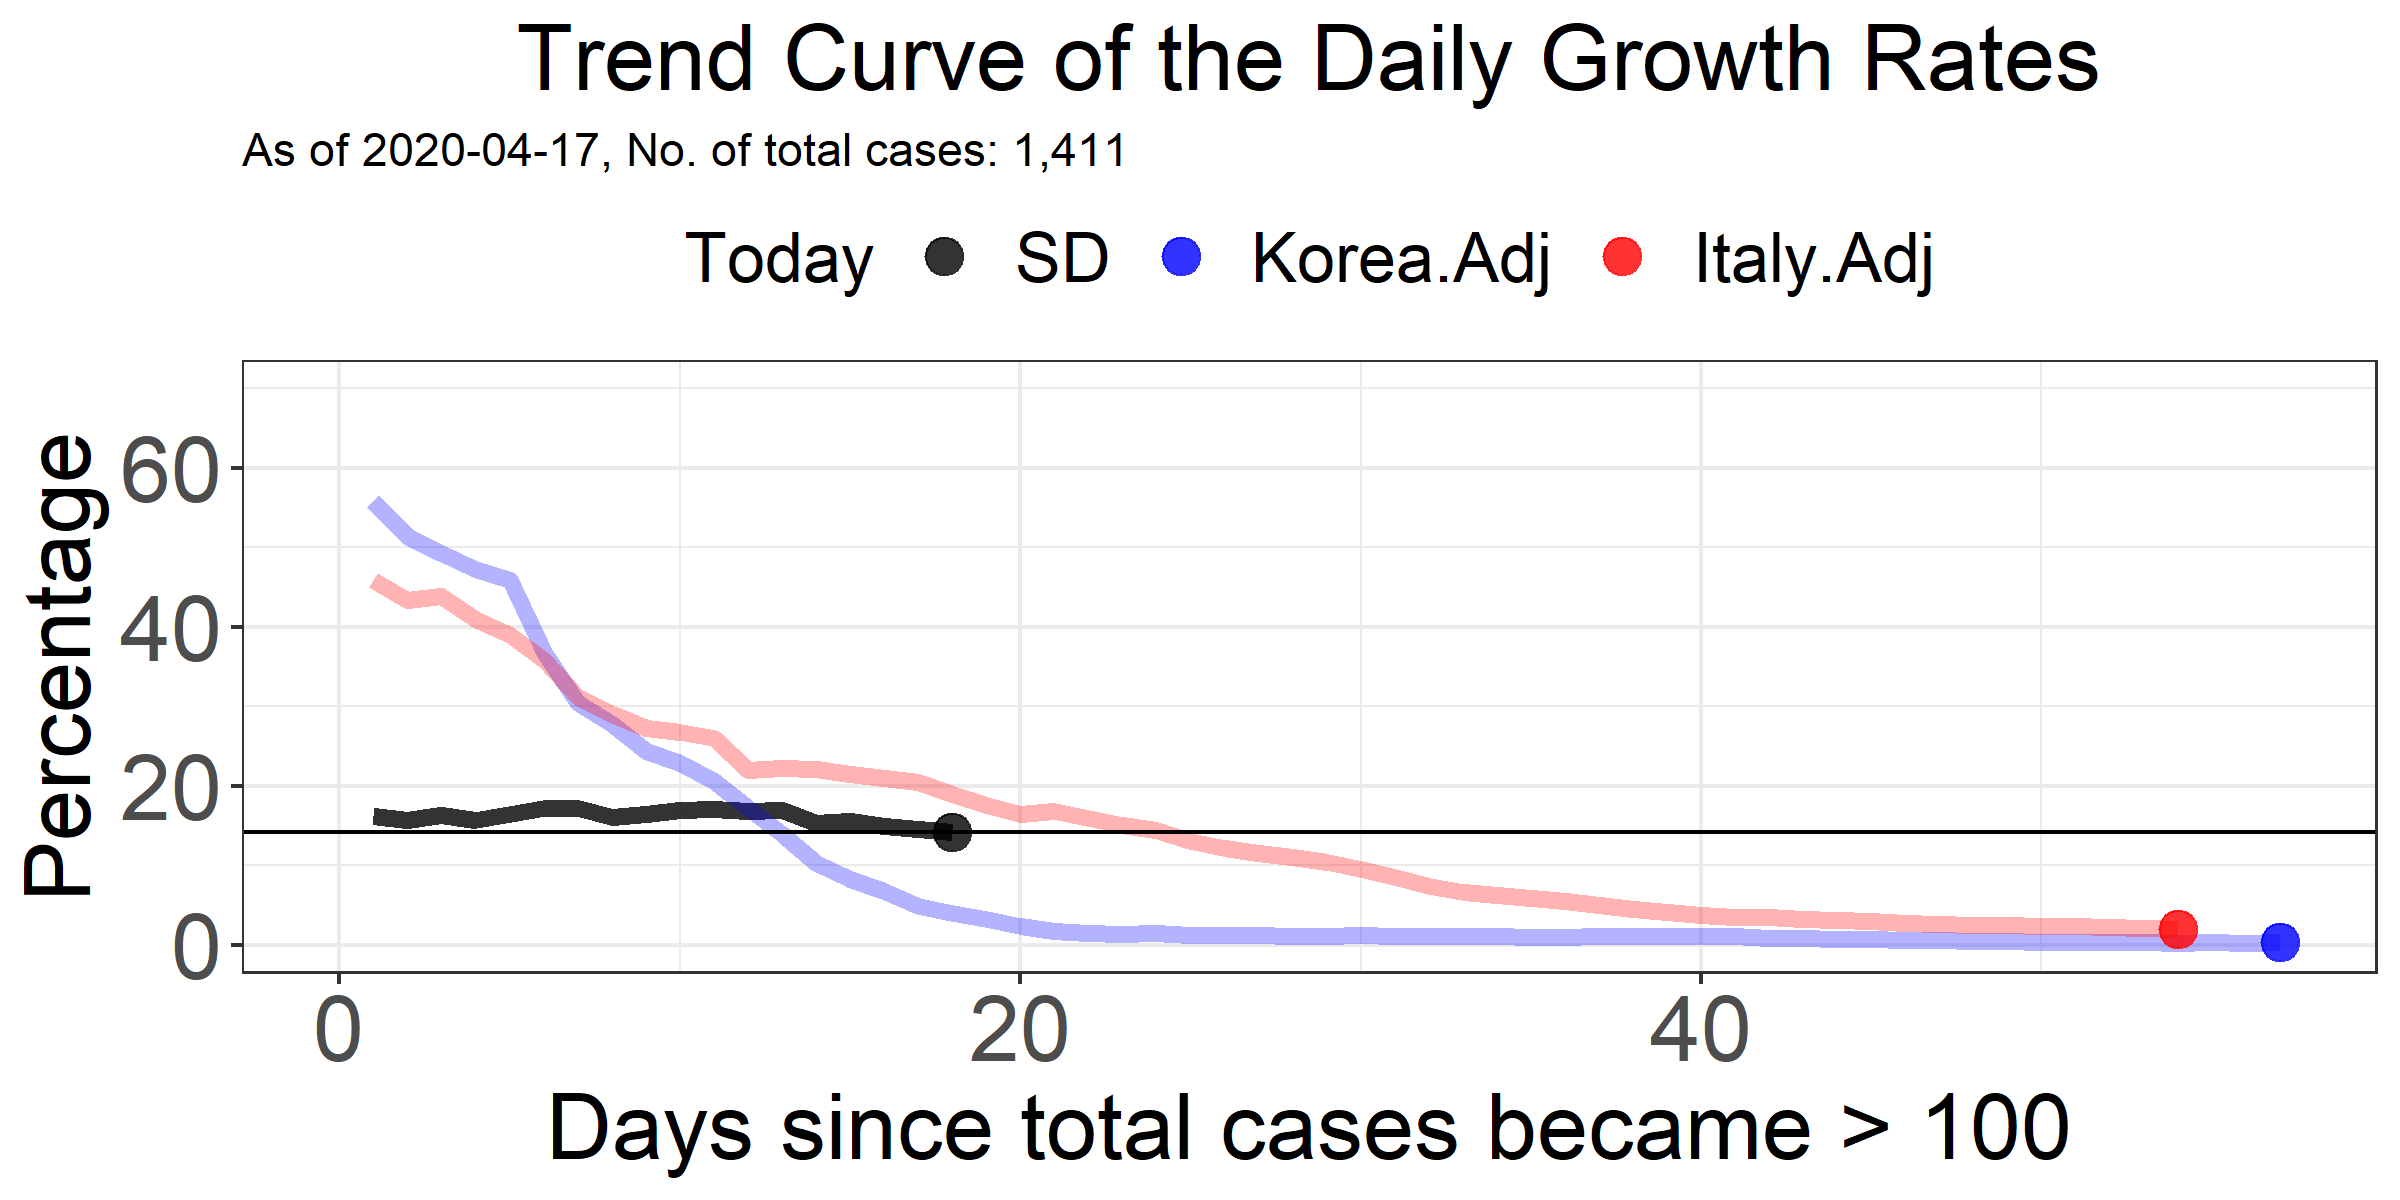 Trend Curve of the Daily Growth Rates
As of 2020-04-17, No. of total cases: 1,411
Today SD Korea.Adj Italy.Adj
Percentage
60
40
20
0
0 20 40
Days since total cases became > 100